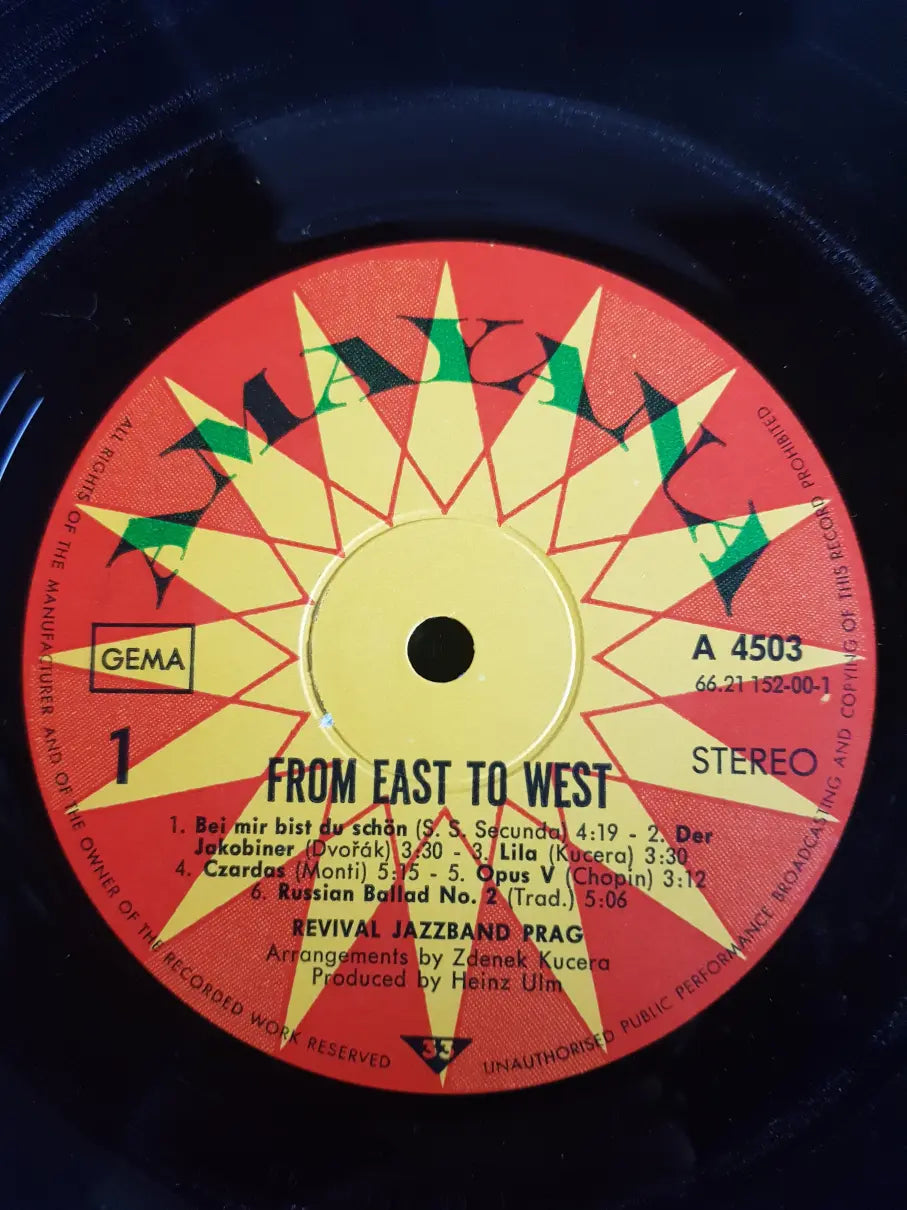 AMAYANA
GEMA
A 4503
66.21 152-00-1
1
STEREO
FROM EAST TO WEST
1. Bei mir bist du schön (S. S. Secunda) 4:19 - 2. Der
Jakobiner (Dvořák) 3:30 - 3. Lila (Kucera) 3:30
4. Czardas (Monti) 5:15 - 5. Opus V (Chopin) 3:12
6. Russian Ballad No. 2 (Trad.) 5:06
REVIVAL JAZZBAND PRAG
Arrangements by Zdenek Kucera
Produced by Heinz Ulm
33
ALL RIGHTS OF THE MANUFACTURER AND OF THE OWNER OF THE RECORDED WORK RESERVED
UNAUTHORISED PUBLIC PERFORMANCE BROADCASTING AND COPYING OF THIS RECORD PROHIBITED